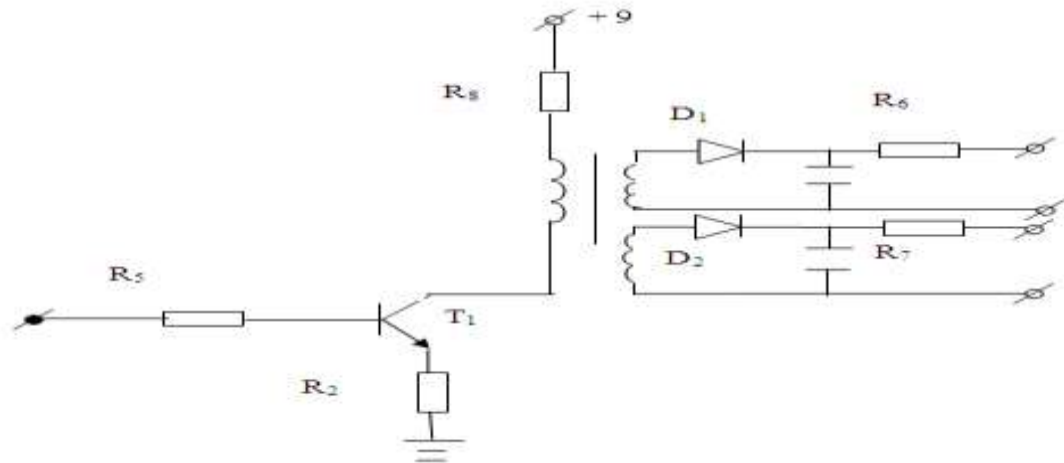 + 9
R₈
D₁
R₆
D₂
R₇
R₅
T₁
R₂